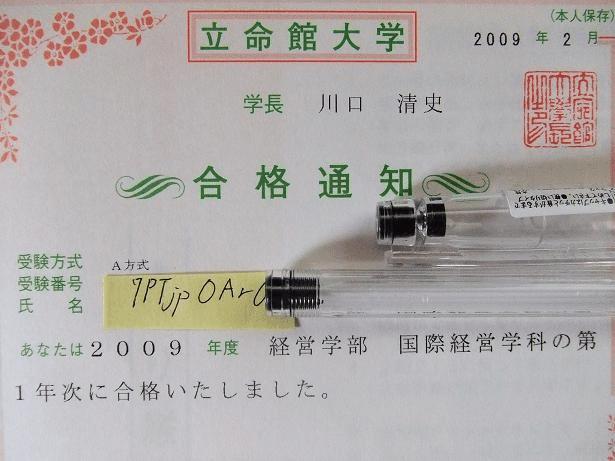 (本人保存)
立命館大学
2009 年 2 月
学長 川口 清史
合格通知
受験方式 A方式
受験番号
氏 名
7PTjpOAr0
あなたは2009 年度 経営学部 国際経営学科の第
1年次に合格いたしました。